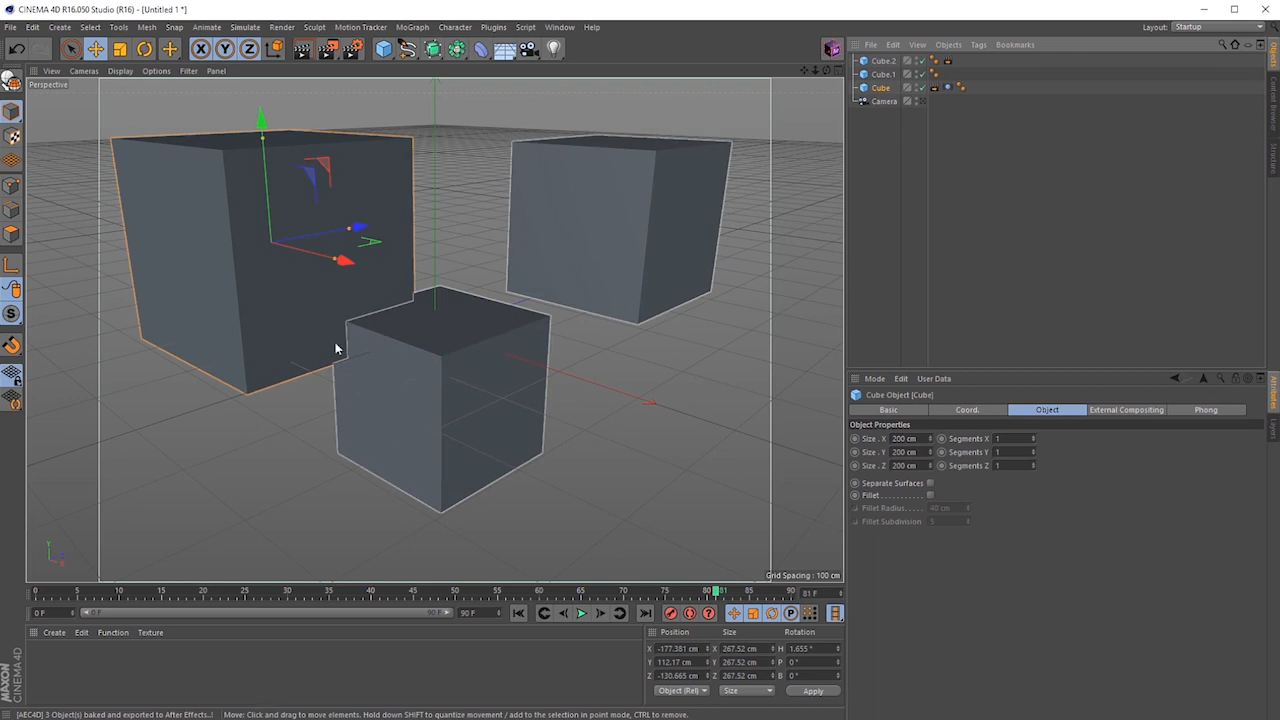 CINEMA 4D R16.050 Studio (R16) - [Untitled 1 *]
File Edit Create Select Tools Mesh Snap Animate Simulate Render Sculpt Motion Tracker MoGraph Character Plugins Script Window Help
Layout: Startup
File Edit View Objects Tags Bookmarks
View Cameras Display Options Filter Panel
Perspective
Cube.2
Cube.1
Cube
Camera
Objects
Content Browser
Structure
X Y Z
Mode Edit User Data
Cube Object [Cube]
Basic Coord. Object External Compositing Phong
Object Properties
Size . X 200 cm Segments X 1
Size . Y 200 cm Segments Y 1
Size . Z 200 cm Segments Z 1
Separate Surfaces
Fillet . . . . . . . . . . .
Fillet Radius. . . . . 40 cm
Fillet Subdivision 5
Attributes
Layers
Y
Grid Spacing : 100 cm
0 5 10 15 20 25 30 35 40 45 50 55 60 65 70 75 80 81 85 90 81 F
0 F 0 F 90 F 90 F
Create Edit Function Texture
Position Size Rotation
X -177.381 cm X 267.52 cm H 1.655 °
Y 112.17 cm Y 267.52 cm P 0 °
Z -130.665 cm Z 267.52 cm B 0 °
Object (Rel) Size Apply
MAXON CINEMA 4D
[AEC4D] 3 Object(s) baked and exported to After Effects..! Move: Click and drag to move elements. Hold down SHIFT to quantize movement / add to the selection in point mode, CTRL to remove.